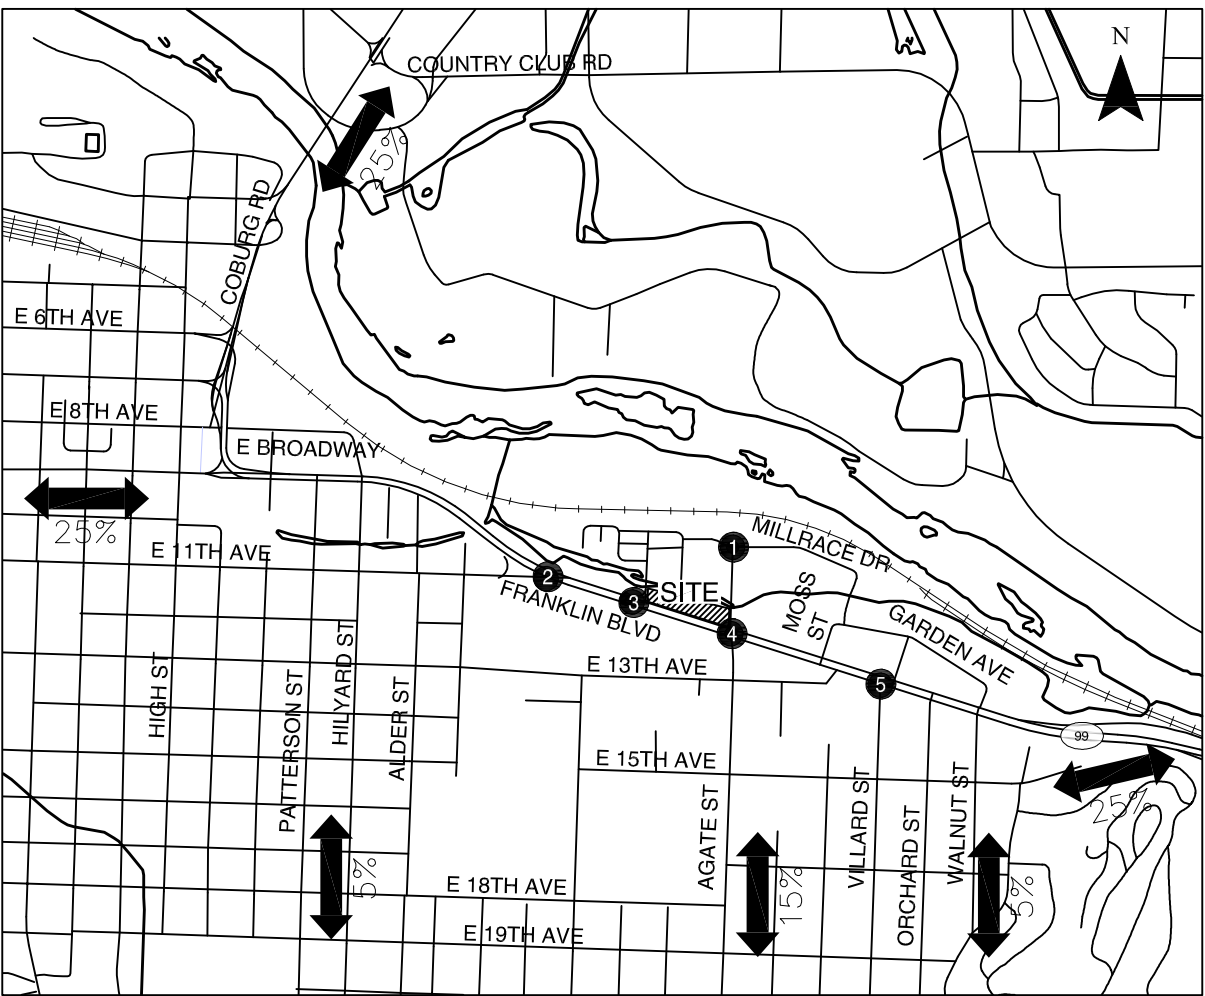 N
COUNTRY CLUB RD
25%
COBURG RD
E 6TH AVE
E 8TH AVE
E BROADWAY
25%
E 11TH AVE
MILLRACE DR
1
2
SITE
3
FRANKLIN BLVD
4
MOSS
ST
GARDEN AVE
E 13TH AVE
5
HIGH ST
PATTERSON ST
HILYARD ST
ALDER ST
99
E 15TH AVE
25%
AGATE ST
VILLARD ST
ORCHARD ST
WALNUT ST
5%
E 18TH AVE
15%
5%
E 19TH AVE